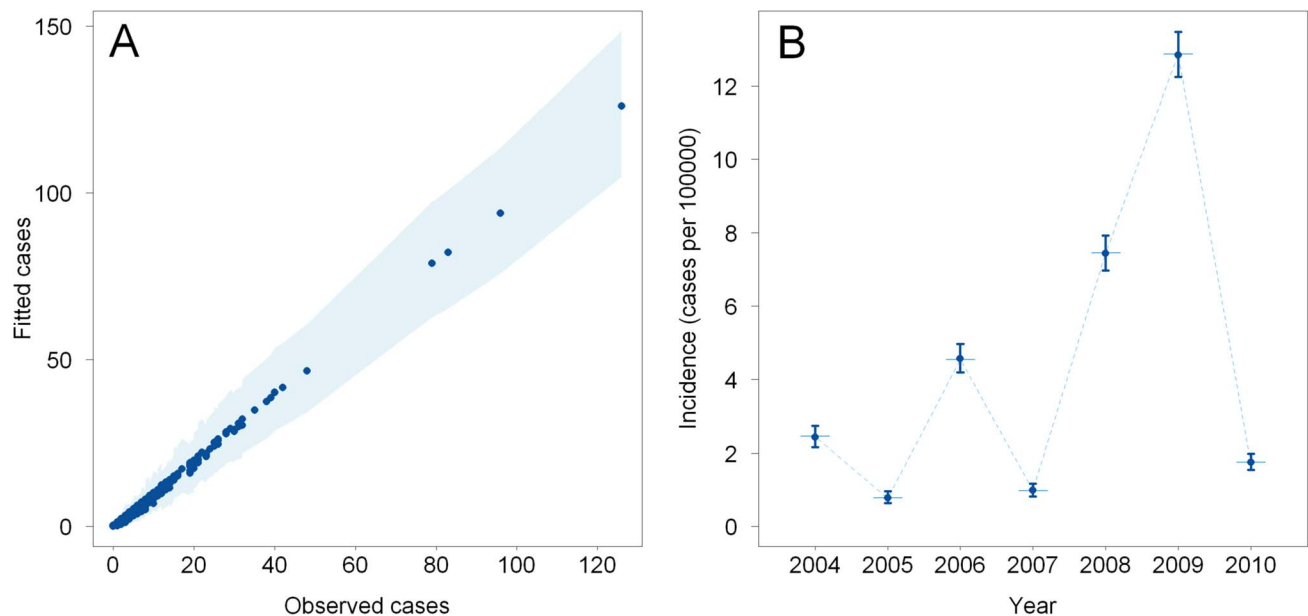 A
150
100
50
0
Fitted cases
0 20 40 60 80 100 120
Observed cases
B
12
10
8
6
4
2
0
Incidence (cases per 100000)
2004 2005 2006 2007 2008 2009 2010
Year